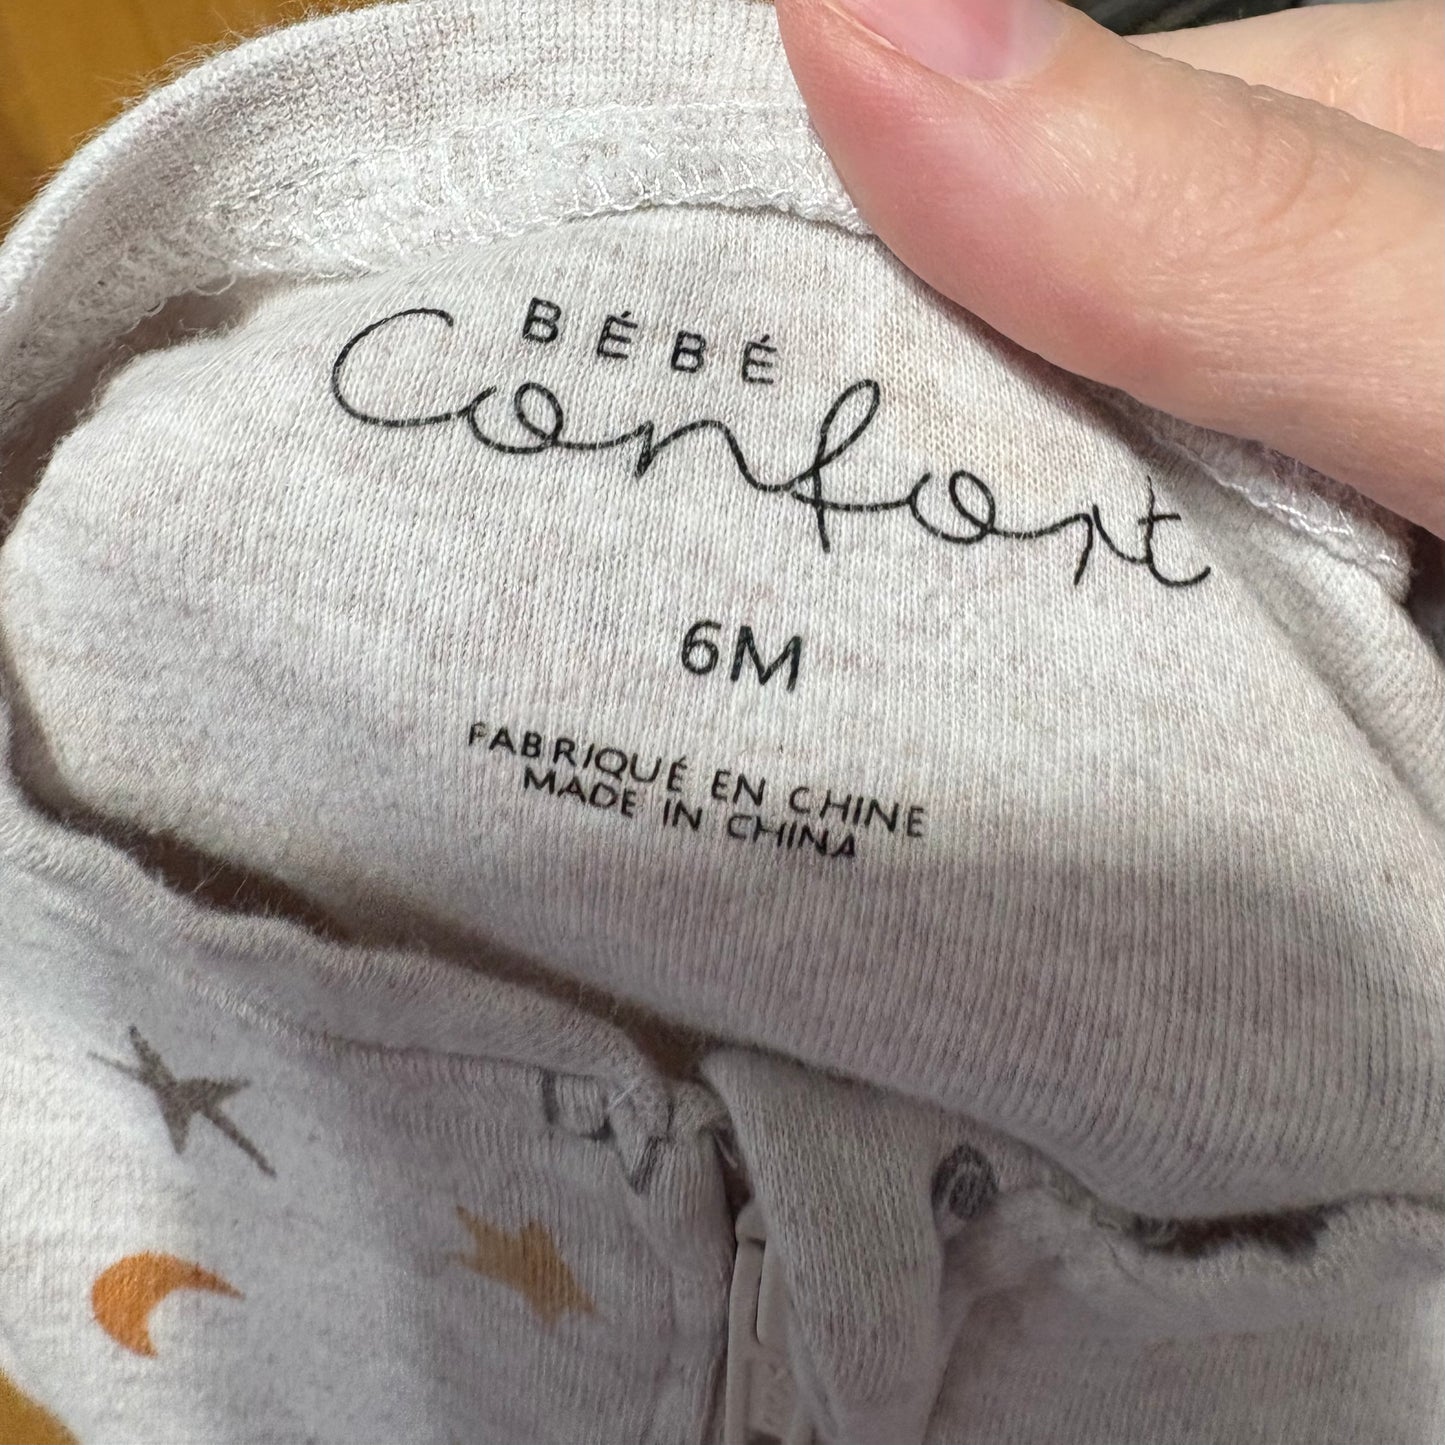 BÉBÉ
Confort
6M
FABRIQUÉ EN CHINE
MADE IN CHINA